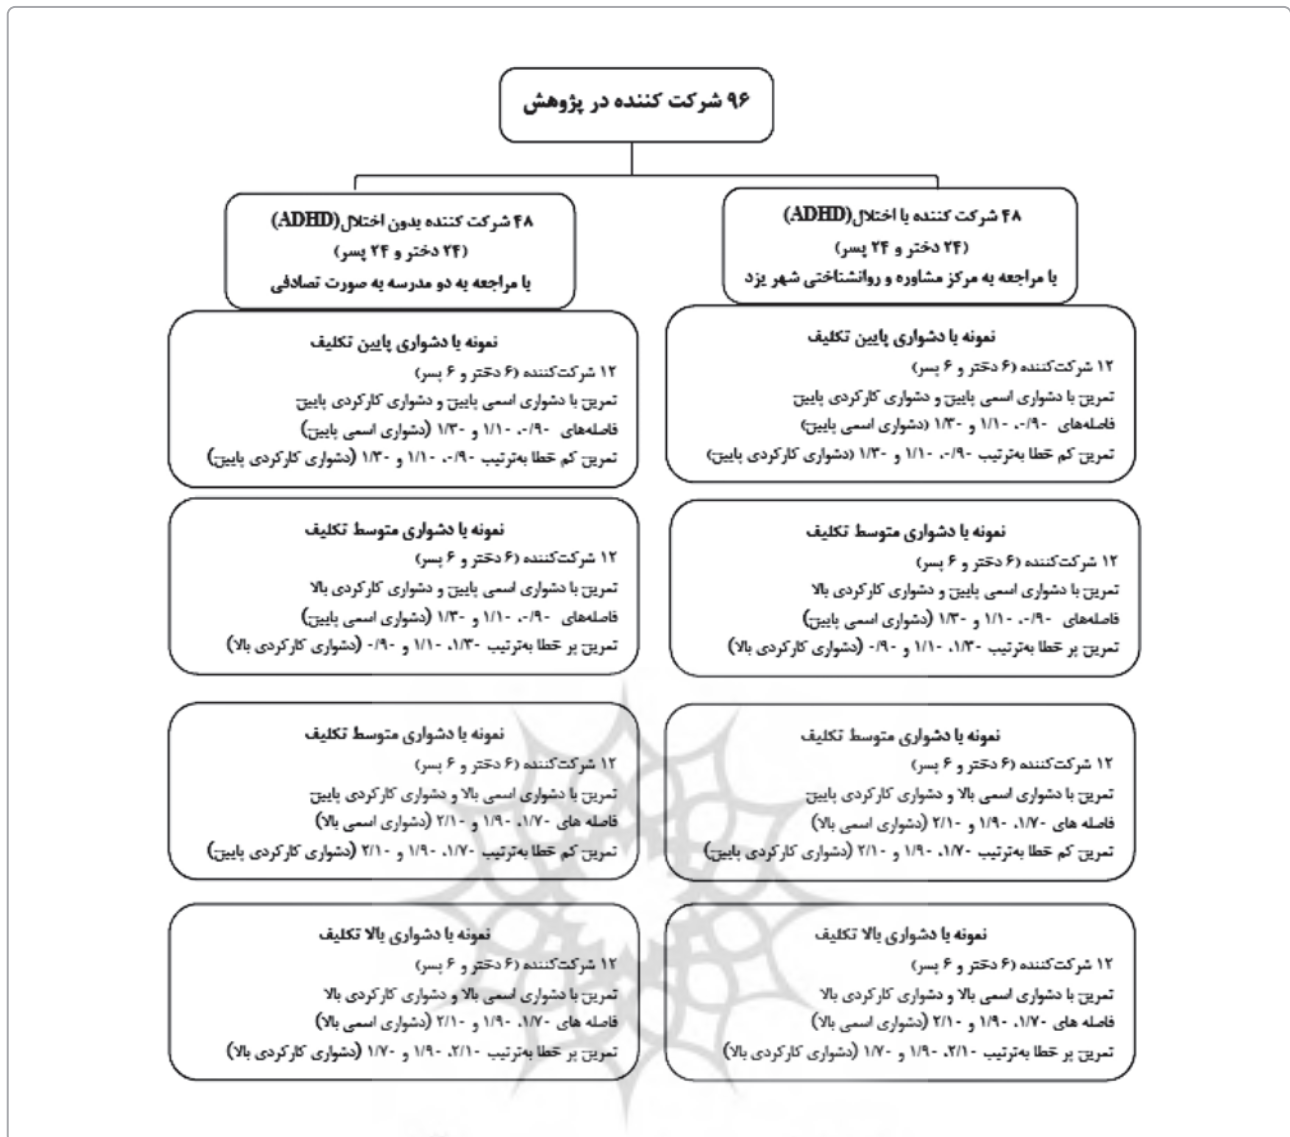 ۹۶ شرکت کننده در پژوهش
۴۸ شرکت کننده با اختلال(ADHD)
(۲۴ دختر و ۲۴ پسر)
با مراجعه به مرکز مشاوره و روانشناختی شهر یزد
نمونه با دشواری پایین تکلیف
۱۲ شرکت‌کننده (۶ دختر و ۶ پسر)
تمرین با دشواری اسمی پایین و دشواری کارکردی پایین
فاصله‌های ۰/۹۰، ۱/۱۰ و ۱/۳۰ (دشواری اسمی پایین)
تمرین کم خطا به‌ترتیب ۰/۹۰، ۱/۱۰ و ۱/۳۰ (دشواری کارکردی پایین)
نمونه با دشواری متوسط تکلیف
۱۲ شرکت‌کننده (۶ دختر و ۶ پسر)
تمرین با دشواری اسمی پایین و دشواری کارکردی بالا
فاصله‌های ۰/۹۰، ۱/۱۰ و ۱/۳۰ (دشواری اسمی پایین)
تمرین پر خطا به‌ترتیب ۱/۳۰، ۱/۱۰ و ۰/۹۰ (دشواری کارکردی بالا)
نمونه با دشواری متوسط تکلیف
۱۲ شرکت‌کننده (۶ دختر و ۶ پسر)
تمرین با دشواری اسمی بالا و دشواری کارکردی پایین
فاصله های ۱/۷۰، ۱/۹۰ و ۲/۱۰ (دشواری اسمی بالا)
تمرین کم خطا به‌ترتیب ۱/۷۰، ۱/۹۰ و ۲/۱۰ (دشواری کارکردی پایین)
نمونه با دشواری بالا تکلیف
۱۲ شرکت‌کننده (۶ دختر و ۶ پسر)
تمرین با دشواری اسمی بالا و دشواری کارکردی بالا
فاصله های ۱/۷۰، ۱/۹۰ و ۲/۱۰ (دشواری اسمی بالا)
تمرین پر خطا به‌ترتیب ۲/۱۰، ۱/۹۰ و ۱/۷۰ (دشواری کارکردی بالا)
۴۸ شرکت کننده بدون اختلال(ADHD)
(۲۴ دختر و ۲۴ پسر)
با مراجعه به دو مدرسه به صورت تصادفی
نمونه با دشواری پایین تکلیف
۱۲ شرکت‌کننده (۶ دختر و ۶ پسر)
تمرین با دشواری اسمی پایین و دشواری کارکردی پایین
فاصله‌های ۰/۹۰، ۱/۱۰ و ۱/۳۰ (دشواری اسمی پایین)
تمرین کم خطا به‌ترتیب ۰/۹۰، ۱/۱۰ و ۱/۳۰ (دشواری کارکردی پایین)
نمونه با دشواری متوسط تکلیف
۱۲ شرکت‌کننده (۶ دختر و ۶ پسر)
تمرین با دشواری اسمی پایین و دشواری کارکردی بالا
فاصله‌های ۰/۹۰، ۱/۱۰ و ۱/۳۰ (دشواری اسمی پایین)
تمرین پر خطا به‌ترتیب ۱/۳۰، ۱/۱۰ و ۰/۹۰ (دشواری کارکردی بالا)
نمونه با دشواری متوسط تکلیف
۱۲ شرکت‌کننده (۶ دختر و ۶ پسر)
تمرین با دشواری اسمی بالا و دشواری کارکردی پایین
فاصله های ۱/۷۰، ۱/۹۰ و ۲/۱۰ (دشواری اسمی بالا)
تمرین کم خطا به‌ترتیب ۱/۷۰، ۱/۹۰ و ۲/۱۰ (دشواری کارکردی پایین)
نمونه با دشواری بالا تکلیف
۱۲ شرکت‌کننده (۶ دختر و ۶ پسر)
تمرین با دشواری اسمی بالا و دشواری کارکردی بالا
فاصله های ۱/۷۰، ۱/۹۰ و ۲/۱۰ (دشواری اسمی بالا)
تمرین پر خطا به‌ترتیب ۲/۱۰، ۱/۹۰ و ۱/۷۰ (دشواری کارکردی بالا)